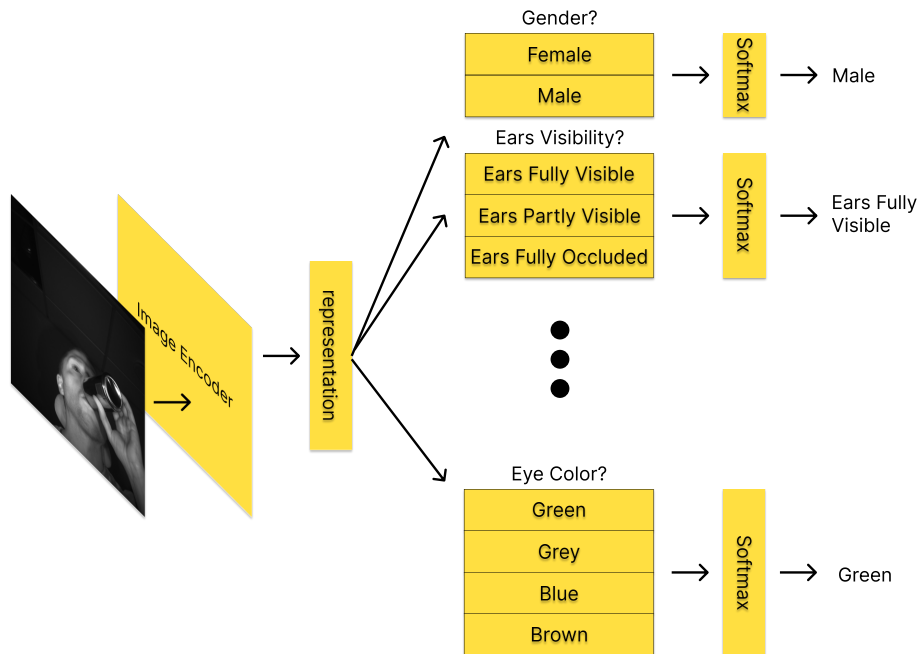 Gender?
Female
Male
Softmax
Male
Ears Visibility?
Ears Fully Visible
Ears Partly Visible
Ears Fully Occluded
Softmax
Ears Fully
Visible
Image Encoder
representation
Eye Color?
Green
Grey
Blue
Brown
Softmax
Green